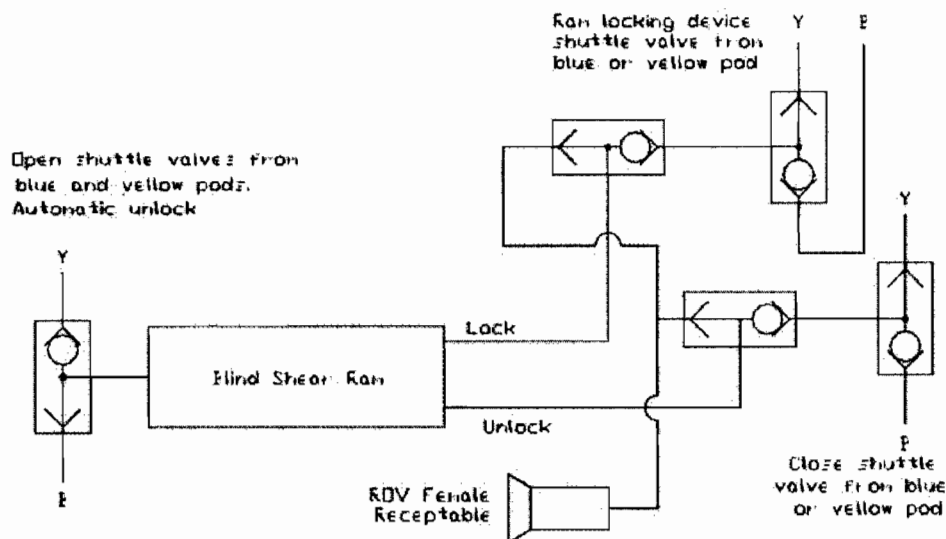 Ram locking device
shuttle valve from
blue or yellow pod
Y
B
Open shuttle valves from
blue and yellow pods.
Automatic unlock
Y
Y
Lock
Blind Shear Ram
Unlock
B
ROV Female
Receptable
B
Close shuttle
valve from blue
or yellow pod